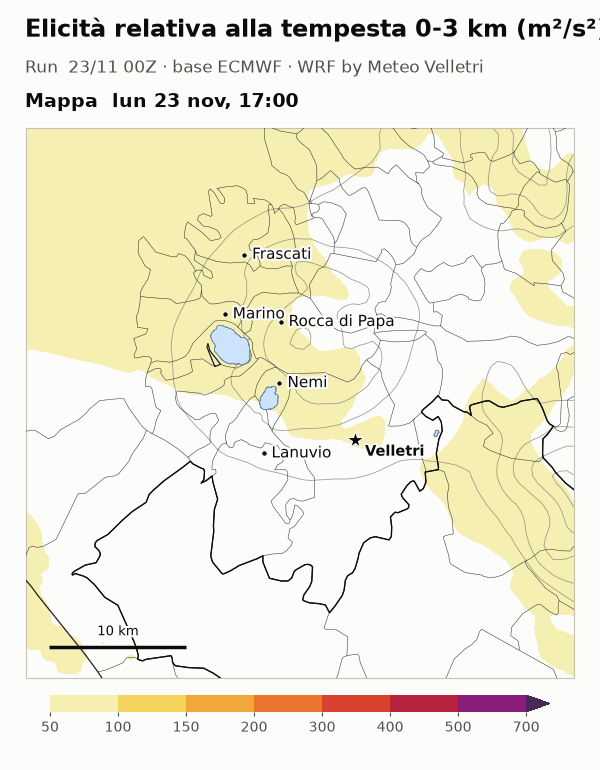 Elicità relativa alla tempesta 0-3 km (m²/s²)
Run  23/11 00Z · base ECMWF · WRF by Meteo Velletri
Mappa  lun 23 nov, 17:00
Frascati
Marino
Rocca di Papa
Nemi
Velletri
Lanuvio
10 km
50 100 150 200 300 400 500 700